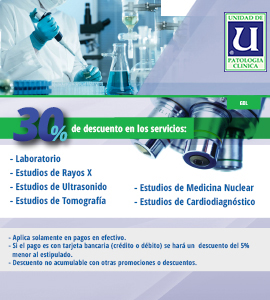 UNIDAD DE
U
PATOLOGIA
CLINICA
EBL
30% de descuento en los servicios:
- Laboratorio
- Estudios de Rayos X
- Estudios de Ultrasonido
- Estudios de Tomografía
- Estudios de Medicina Nuclear
- Estudios de Cardiodiagnóstico
- Aplica solamente en pagos en efectivo.
- Si el pago es con tarjeta bancaria (crédito o débito) se hará un descuento del 5%
menor al estipulado.
- Descuento no acumulable con otras promociones o descuentos.